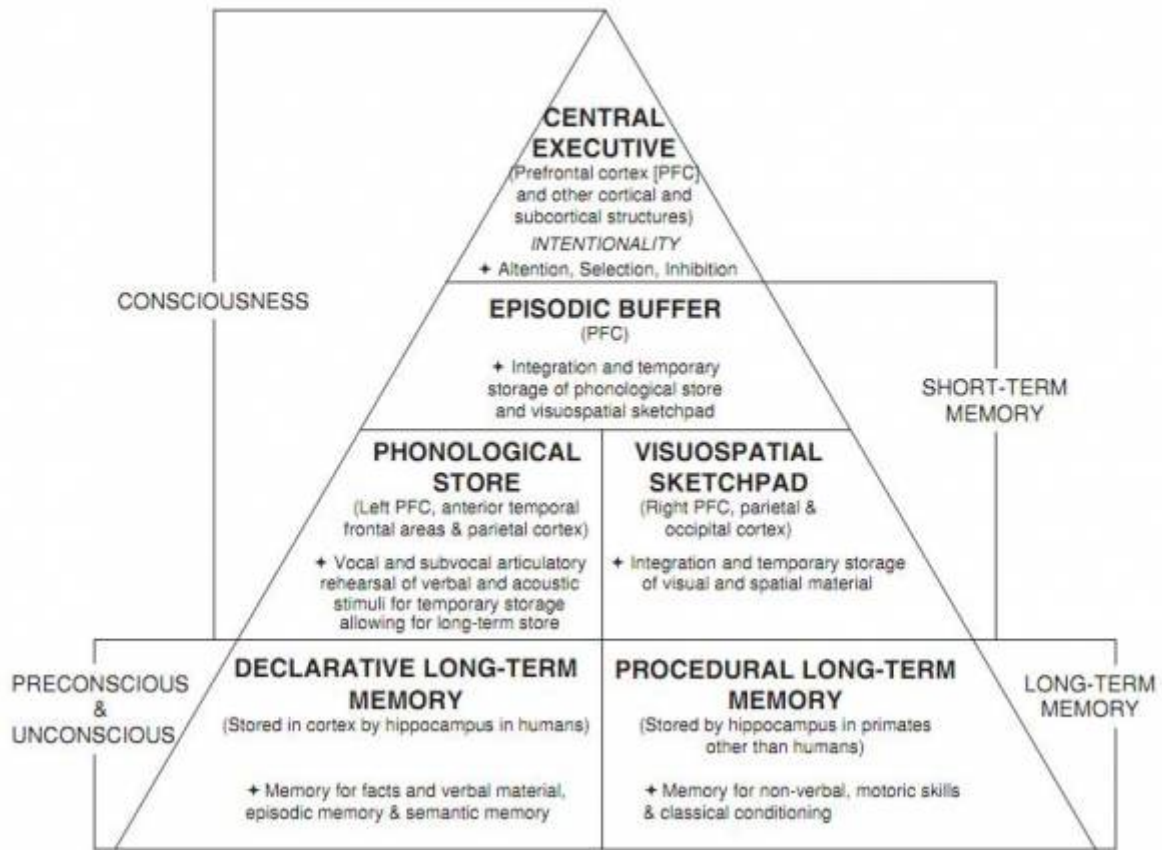 CENTRAL
EXECUTIVE
(Prefrontal cortex [PFC]
and other cortical and
subcortical structures)
INTENTIONALITY
+ Altention, Selection, Inhibition
CONSCIOUSNESS
EPISODIC BUFFER
(PFC)
+ Integration and temporary
storage of phonological store
and visuospatial sketchpad
SHORT-TERM
MEMORY
PHONOLOGICAL
STORE
(Left PFC, anterior temporal
frontal areas & parietal cortex)
+ Vocal and subvocal articulatory
rehearsal of verbal and acoustic
stimuli for temporary storage
allowing for long-term store
VISUOSPATIAL
SKETCHPAD
(Right PFC, parietal &
occipital cortex)
+ Integration and temporary storage
of visual and spatial material
PRECONSCIOUS
&
UNCONSCIOUS
DECLARATIVE LONG-TERM
MEMORY
(Stored in cortex by hippocampus in humans)
+ Memory for facts and verbal material,
episodic memory & semantic memory
PROCEDURAL LONG-TERM
MEMORY
(Stored by hippocampus in primates
other than humans)
+ Memory for non-verbal, motoric skills
& classical conditioning
LONG-TERM
MEMORY